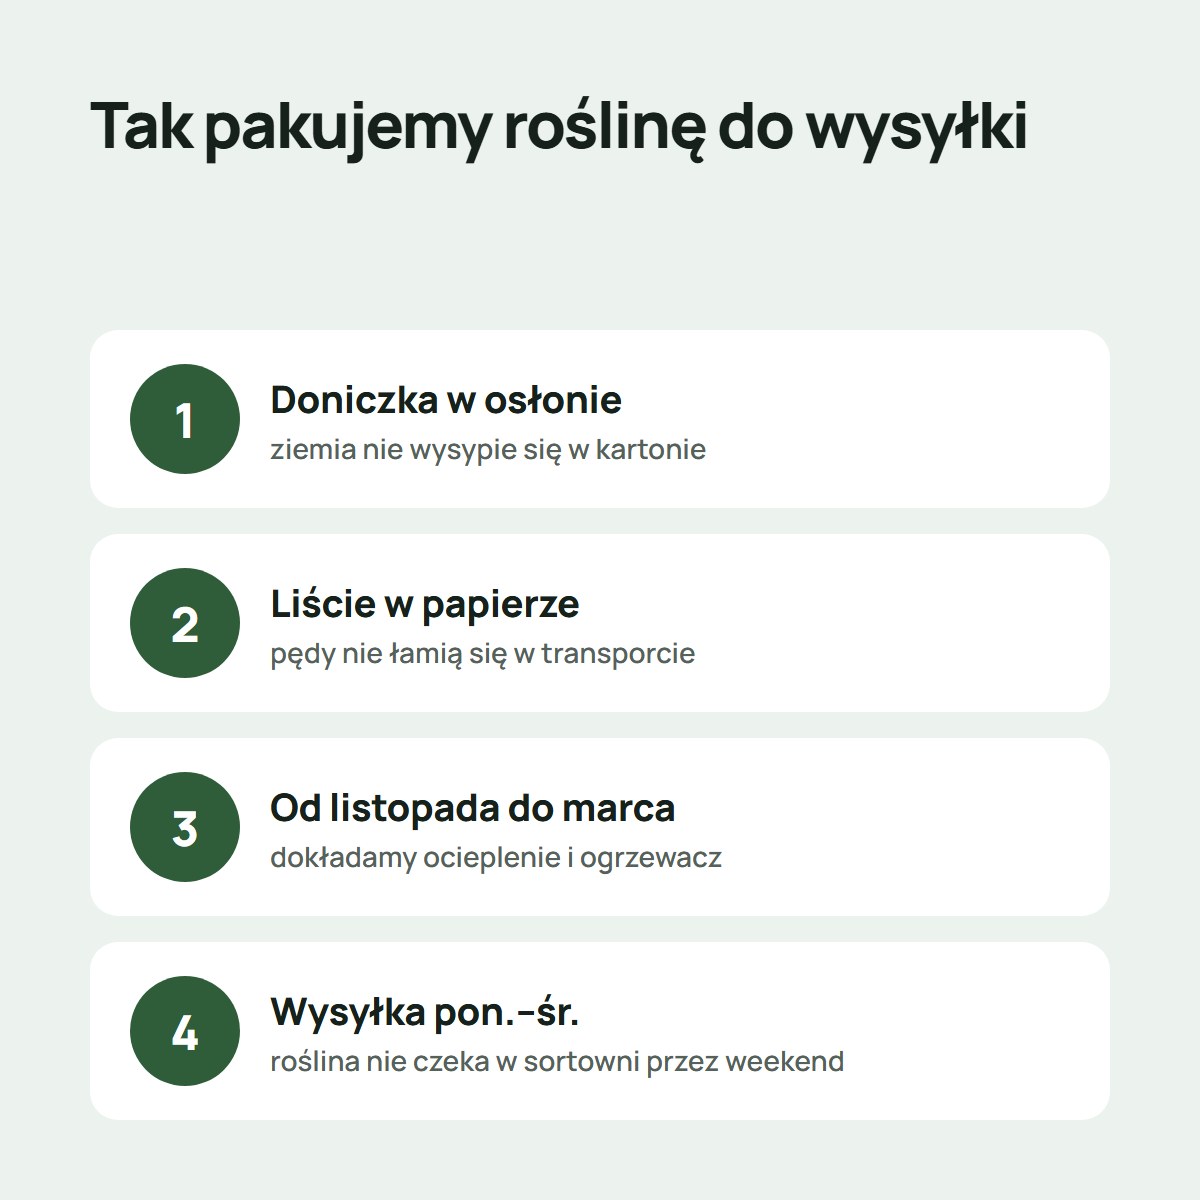 Tak pakujemy roślinę do wysyłki
1
Doniczka w osłonie
ziemia nie wysypie się w kartonie
2
Liście w papierze
pędy nie łamią się w transporcie
3
Od listopada do marca
dokładamy ocieplenie i ogrzewacz
4
Wysyłka pon.–śr.
roślina nie czeka w sortowni przez weekend